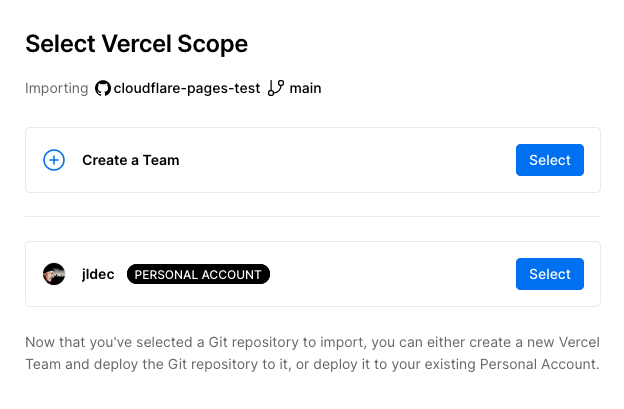 Select Vercel Scope
Importing cloudflare-pages-test main
Create a Team Select
jldec PERSONAL ACCOUNT Select
Now that you've selected a Git repository to import, you can either create a new Vercel
Team and deploy the Git repository to it, or deploy it to your existing Personal Account.